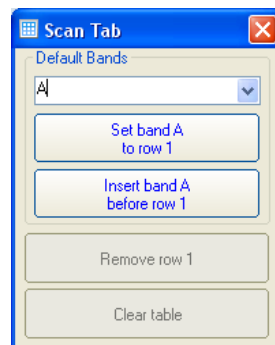 Scan Tab
Default Bands
A
Set band A
to row 1
Insert band A
before row 1
Remove row 1
Clear table